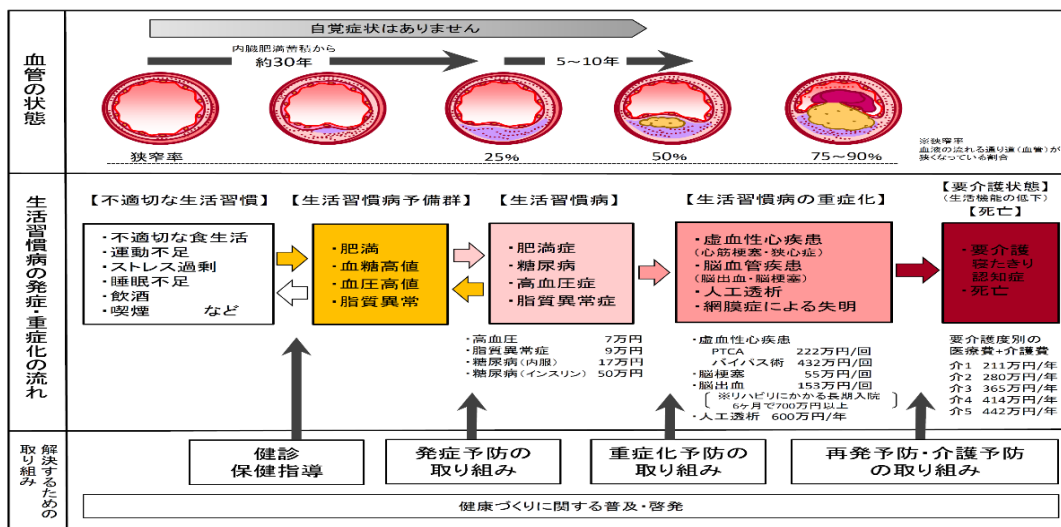 血管の状態
自覚症状はありません
内臓肥満蓄積から
約30年
5～10年
狭窄率
25%
50%
75～90%
※狭窄率
血液の流れる通り道(血管)が
狭くなっている割合
生活習慣病の発症・重症化の流れ
【不適切な生活習慣】
・不適切な食生活
・運動不足
・ストレス過剰
・睡眠不足
・飲酒
・喫煙 など
【生活習慣病予備群】
・肥満
・血糖高値
・血圧高値
・脂質異常
【生活習慣病】
・肥満症
・糖尿病
・高血圧症
・脂質異常症
・高血圧 7万円
・脂質異常症 9万円
・糖尿病(内服) 17万円
・糖尿病(インスリン) 50万円
【生活習慣病の重症化】
・虚血性心疾患
(心筋梗塞・狭心症)
・脳血管疾患
(脳出血・脳梗塞)
・人工透析
・網膜症による失明
・虚血性心疾患
PTCA 222万円/回
バイパス術 432万円/回
・脳梗塞 55万円/回
・脳出血 153万円/回
※リハビリにかかる長期入院
6ヶ月で700万円以上
・人工透析 600万円/年
【要介護状態】
(生活機能の低下)
【死亡】
・要介護
寝たきり
認知症
・死亡
要介護度別の
医療費+介護費
介1 211万円/年
介2 280万円/年
介3 365万円/年
介4 414万円/年
介5 442万円/年
解決するための
取り組み
健診
保健指導
発症予防の
取り組み
重症化予防の
取り組み
再発予防・介護予防
の取り組み
健康づくりに関する普及・啓発